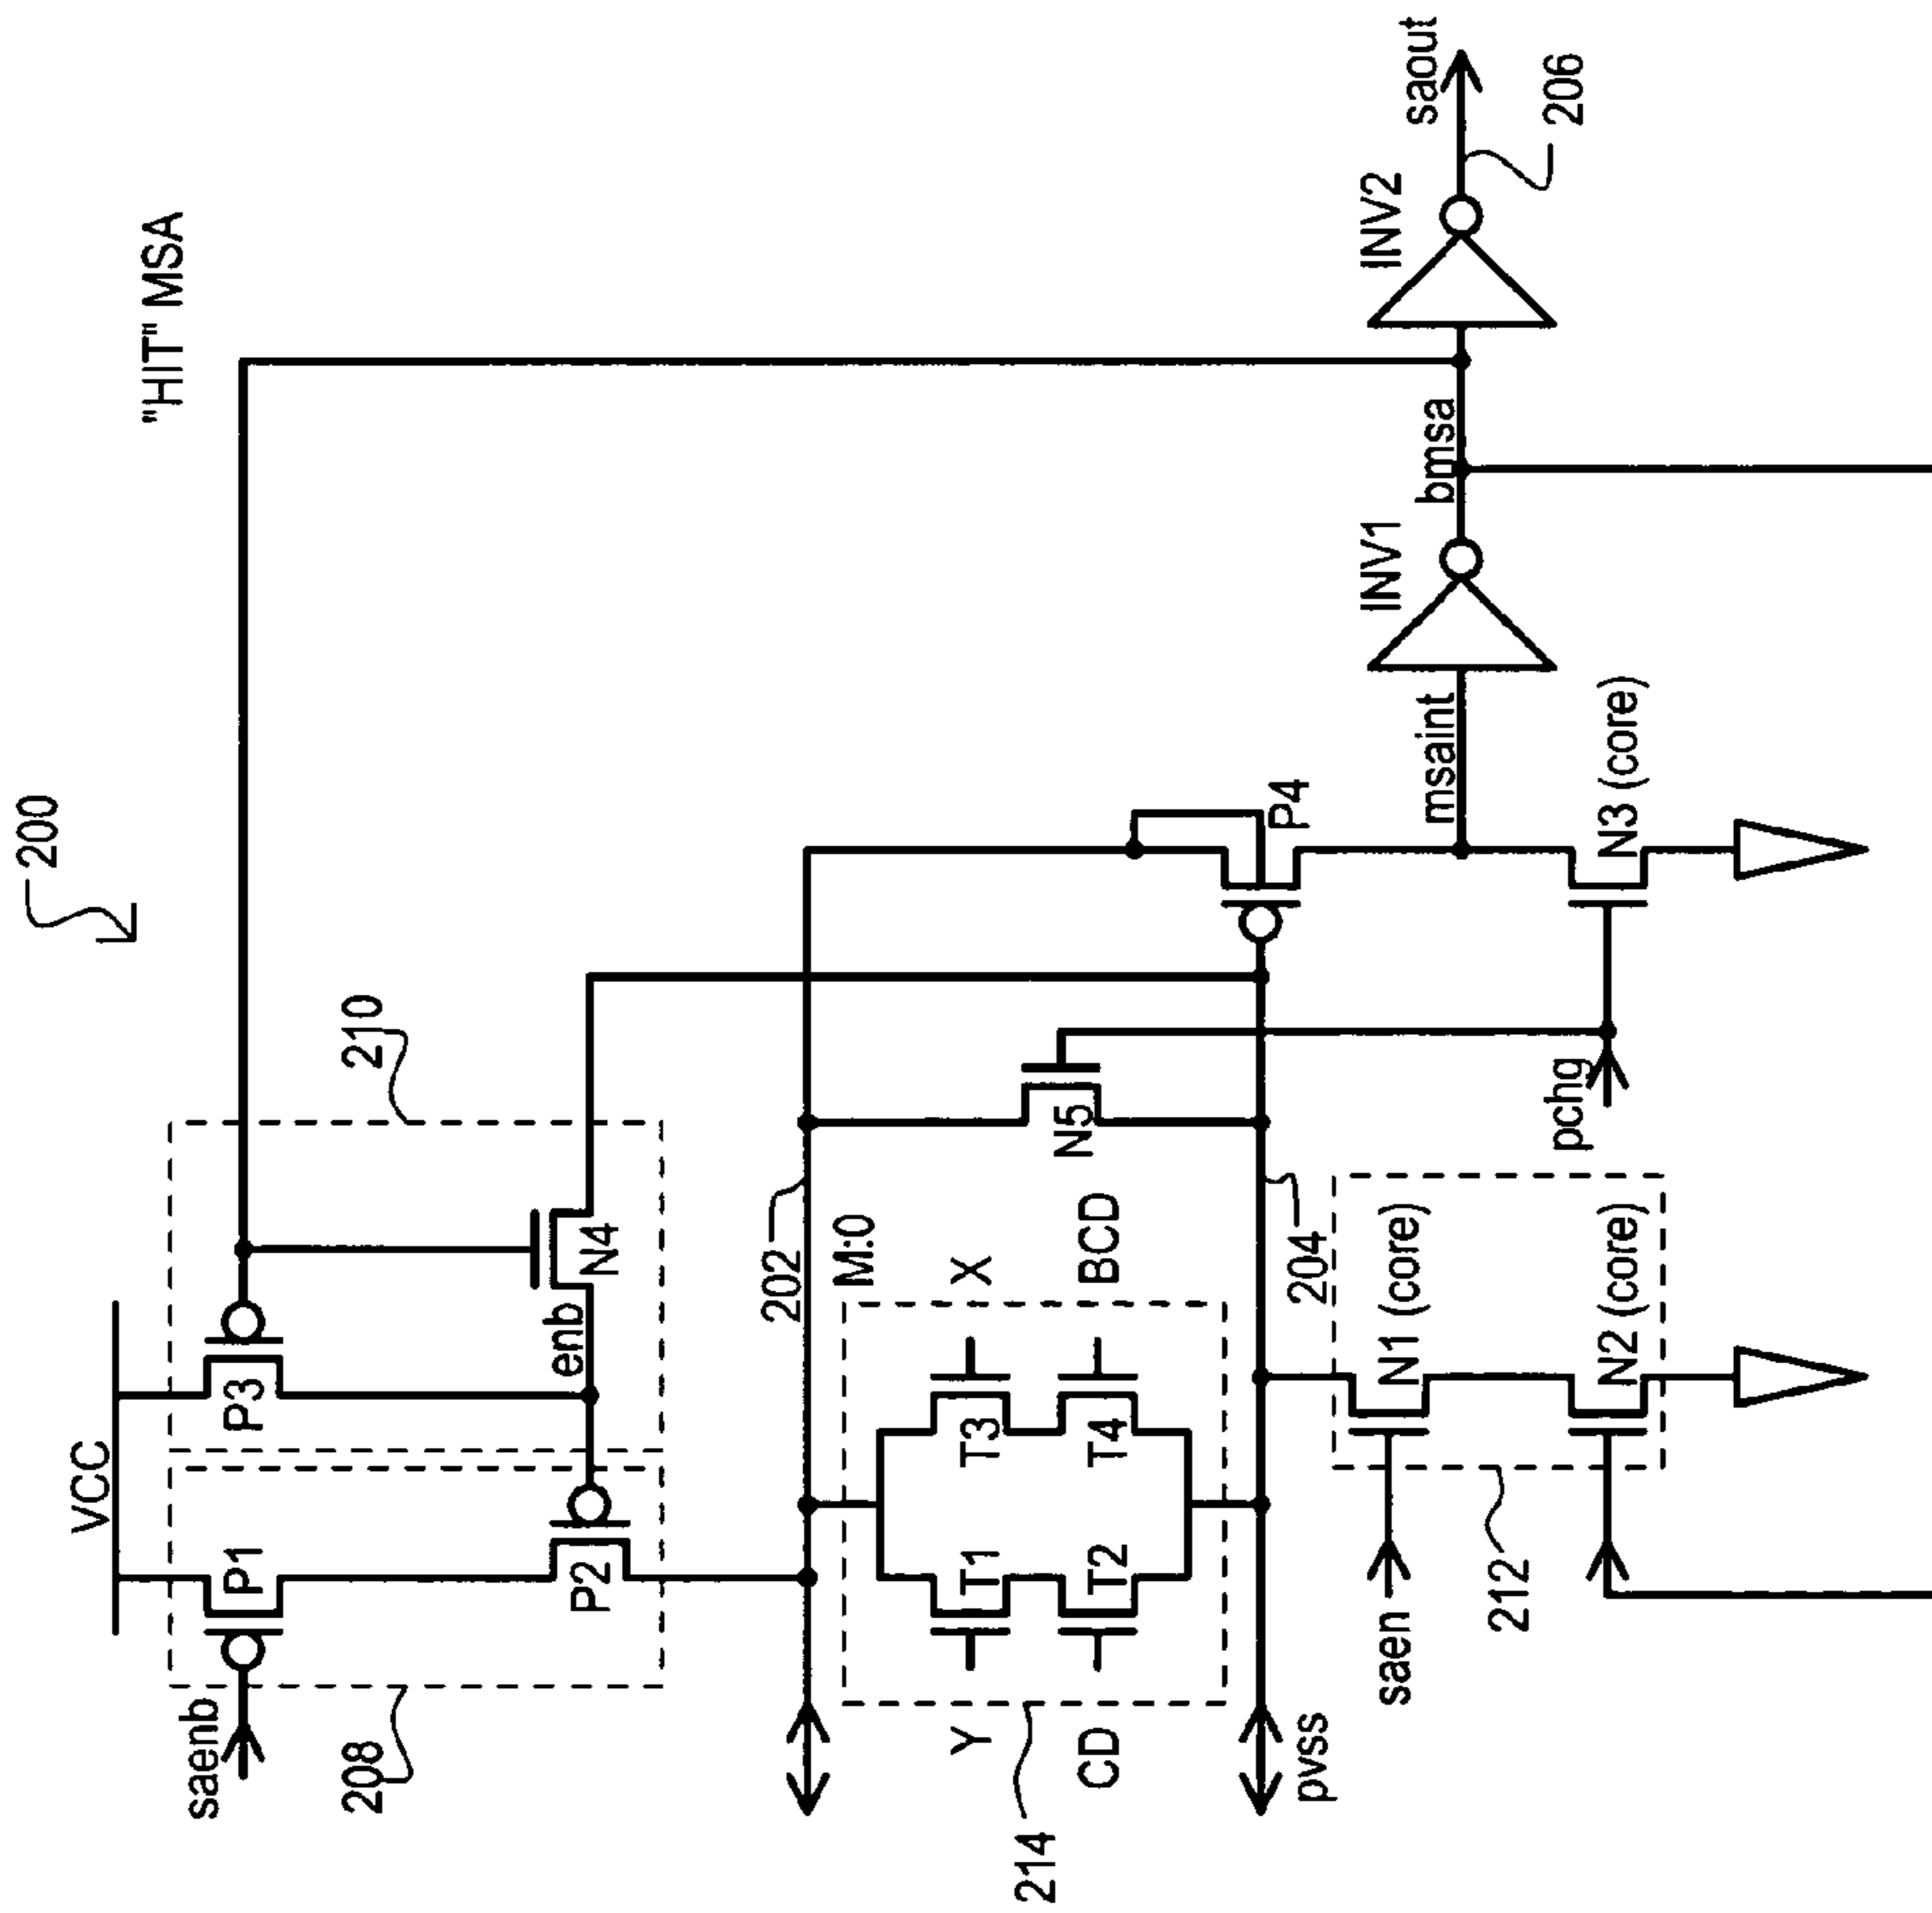 200
"HIT" MSA
VCC
saenb
P1
P3
210
208
P2
enb
N4
202
M:0
Y
T1
T3
X
CD
T2
T4
BCD
214
N5
P4
204
pvss
saen
N1 (core)
N2 (core)
212
pchg
N3 (core)
msaint
INV1
bmsa
INV2
saout
206